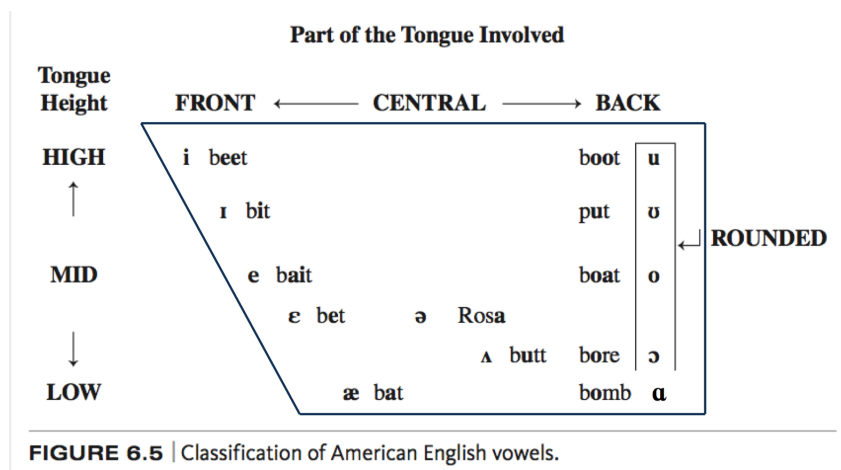 Part of the Tongue Involved
Tongue
Height
FRONT ← CENTRAL → BACK
HIGH i beet boot u
ɪ bit put ʊ
ROUNDED
MID e bait boat o
ɛ bet ə Rosa
ʌ butt bore ɔ
LOW æ bat bomb ɑ
FIGURE 6.5 | Classification of American English vowels.